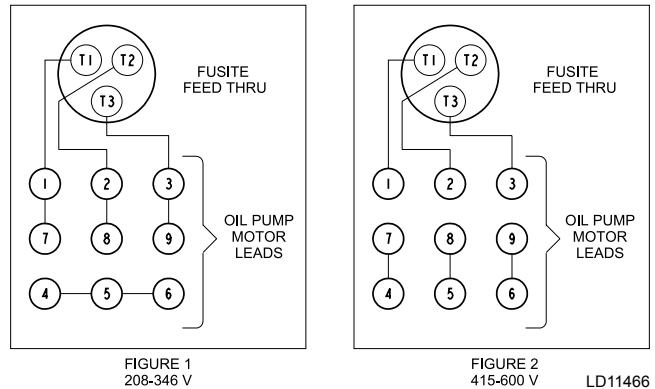 T1 T2
T3
FUSITE
FEED THRU
1 2 3
7 8 9
4 5 6
OIL PUMP
MOTOR
LEADS
FIGURE 1
208-346 V
T1 T2
T3
FUSITE
FEED THRU
1 2 3
7 8 9
4 5 6
OIL PUMP
MOTOR
LEADS
FIGURE 2
415-600 V
LD11466